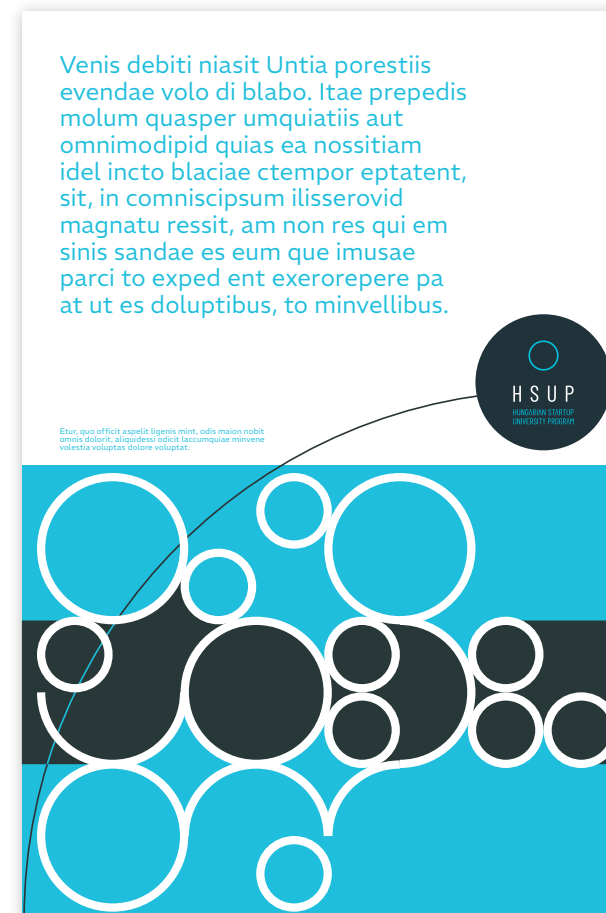 Venis debiti niasit Untia porestiis
evendae volo di blabo. Itae prepedis
molum quasper umquiatiis aut
omnimodipid quias ea nossitiam
idel incto blaciae ctempor eptatent,
sit, in comniscipsum ilisserovid
magnatu ressit, am non res qui em
sinis sandae es eum que imusae
parci to exped ent exerorepere pa
at ut es doluptibus, to minvellibus.
HSUP
HUNGARIAN STARTUP
UNIVERSITY PROGRAM
Etur, quo officit aspelit ligenis mint, odis maion nobit
omnis dolorit, aliquidessi odicit laccumquiae minvene
volestia voluptas dolore voluptat.